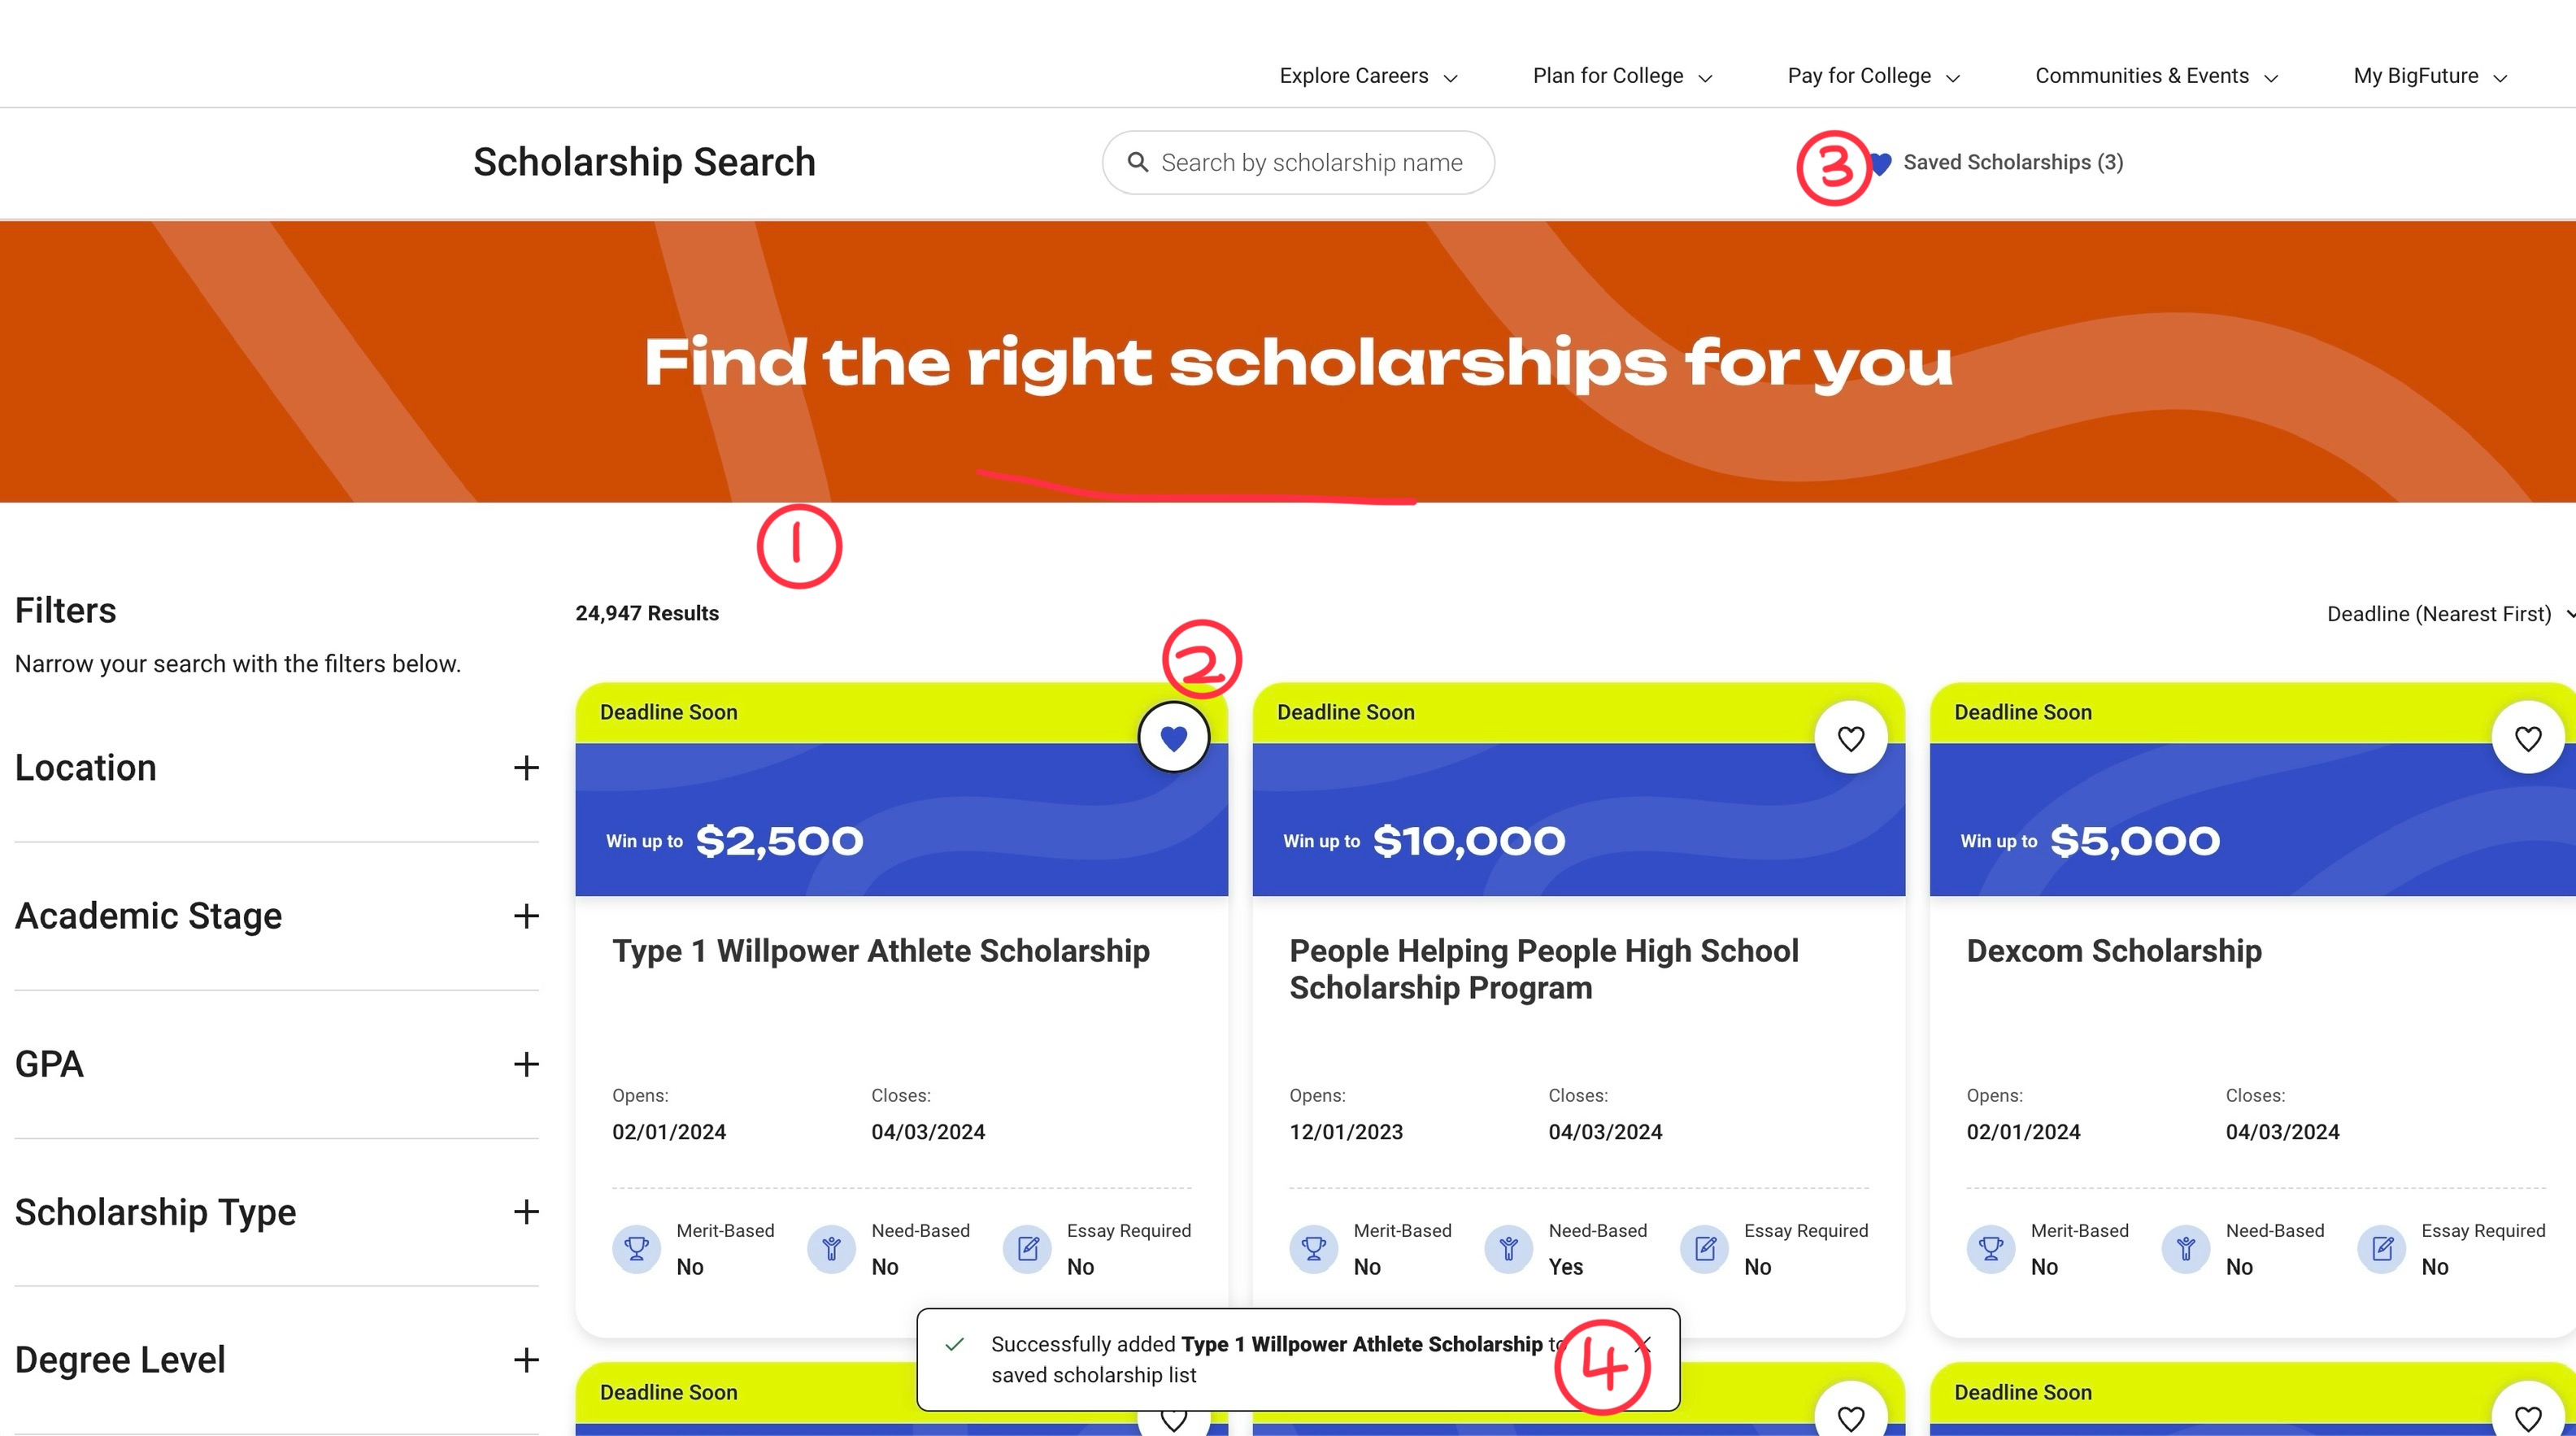 Explore Careers Plan for College Pay for College Communities & Events My BigFuture
Scholarship Search
Search by scholarship name
3
Saved Scholarships (3)
Find the right scholarships for you
1
Filters
Narrow your search with the filters below.
Location
Academic Stage
GPA
Scholarship Type
Degree Level
24,947 Results
Deadline (Nearest First)
2
Deadline Soon
Win up to $2,500
Type 1 Willpower Athlete Scholarship
Opens: Closes:
02/01/2024 04/03/2024
Merit-Based Need-Based Essay Required
No No No
Deadline Soon
Win up to $10,000
People Helping People High School
Scholarship Program
Opens: Closes:
12/01/2023 04/03/2024
Merit-Based Need-Based Essay Required
No Yes No
Deadline Soon
Win up to $5,000
Dexcom Scholarship
Opens: Closes:
02/01/2024 04/03/2024
Merit-Based Need-Based Essay Required
No No No
Successfully added Type 1 Willpower Athlete Scholarship to
saved scholarship list
4
Deadline Soon
Deadline Soon